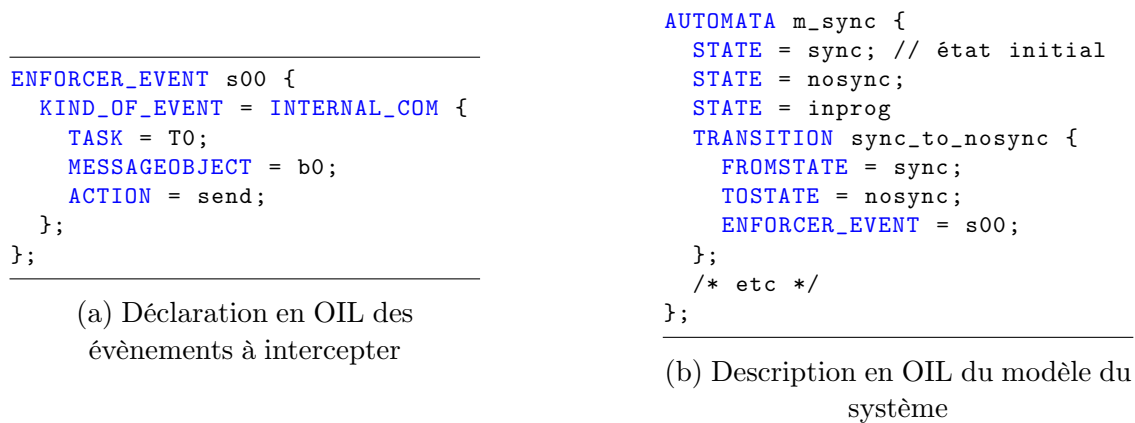 ENFORCER_EVENT s00 {
  KIND_OF_EVENT = INTERNAL_COM {
    TASK = T0;
    MESSAGEOBJECT = b0;
    ACTION = send;
  };
};
(a) Déclaration en OIL des
évènements à intercepter
AUTOMATA m_sync {
  STATE = sync; // état initial
  STATE = nosync;
  STATE = inprog
  TRANSITION sync_to_nosync {
    FROMSTATE = sync;
    TOSTATE = nosync;
    ENFORCER_EVENT = s00;
  };
  /* etc */
};
(b) Description en OIL du modèle du
système